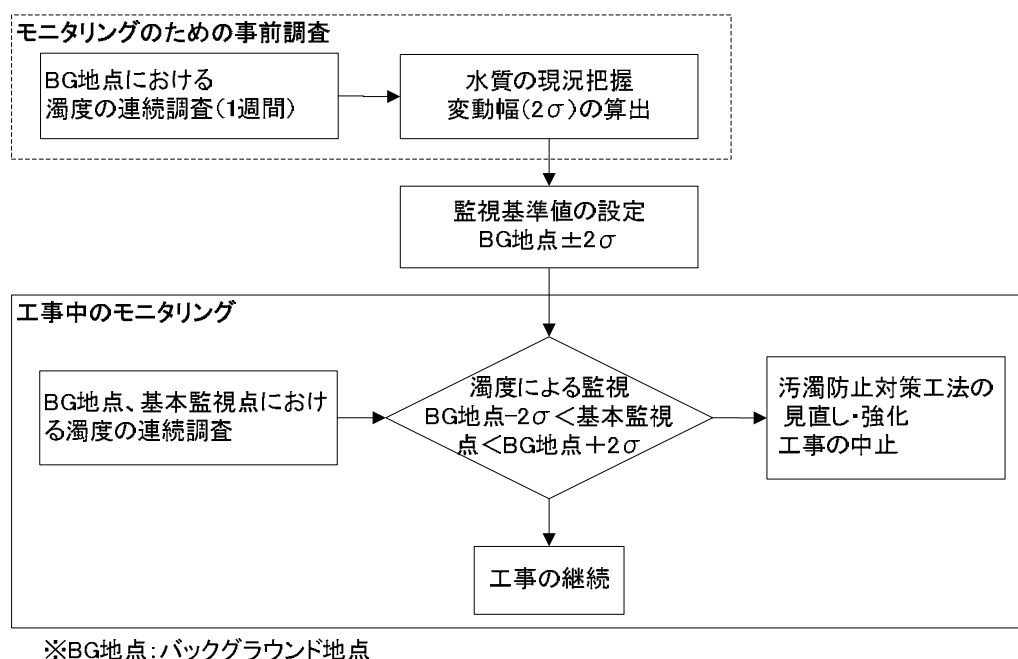 モニタリングのための事前調査
BG地点における
濁度の連続調査(1週間)
水質の現況把握
変動幅(2σ)の算出
監視基準値の設定
BG地点±2σ
工事中のモニタリング
BG地点、基本監視点におけ
る濁度の連続調査
濁度による監視
BG地点-2σ<基本監視
点<BG地点+2σ
汚濁防止対策工法の
見直し・強化
工事の中止
工事の継続
※BG地点:バックグラウンド地点